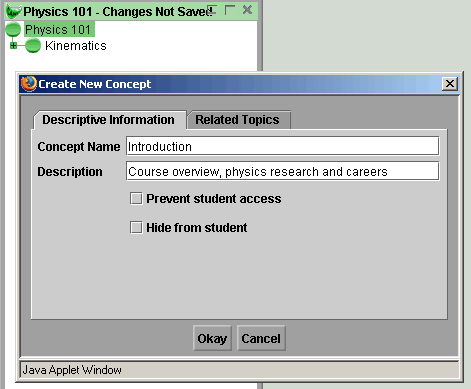 Physics 101 - Changes Not Saved
Physics 101
Kinematics
Create New Concept
Descriptive Information Related Topics
Concept Name Introduction
Description Course overview, physics research and careers
Prevent student access
Hide from student
Okay Cancel
Java Applet Window